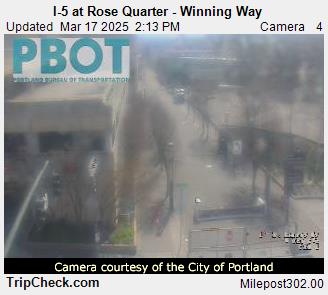 I-5 at Rose Quarter - Winning Way
Updated Mar 17 2025 2:13 PM Camera 4
PBOT
PORTLAND BUREAU OF TRANSPORTATION
Camera courtesy of the City of Portland
TripCheck.com Milepost302.00